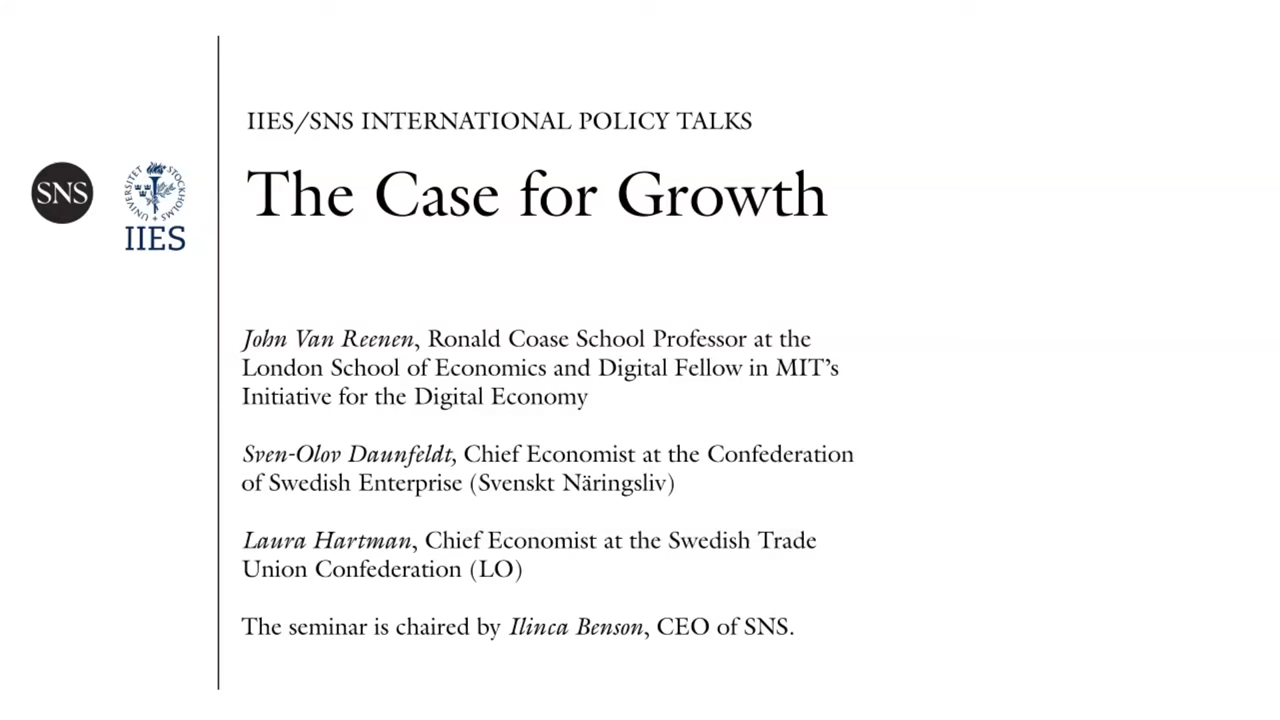 IIES/SNS INTERNATIONAL POLICY TALKS
The Case for Growth
SNS
STOCKHOLMS UNIVERSITET
IIES
John Van Reenen, Ronald Coase School Professor at the
London School of Economics and Digital Fellow in MIT’s
Initiative for the Digital Economy
Sven-Olov Daunfeldt, Chief Economist at the Confederation
of Swedish Enterprise (Svenskt Näringsliv)
Laura Hartman, Chief Economist at the Swedish Trade
Union Confederation (LO)
The seminar is chaired by Ilinca Benson, CEO of SNS.